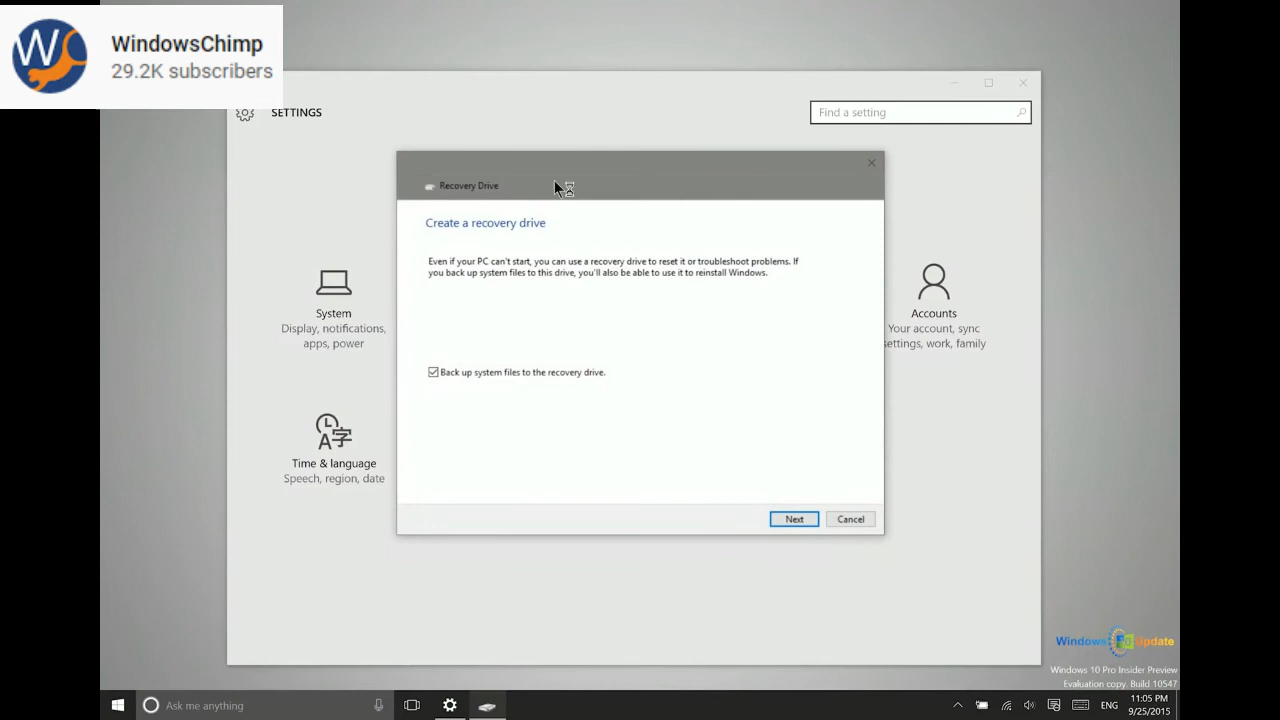 WindowsChimp
29.2K subscribers
SETTINGS
Find a setting
Recovery Drive
Create a recovery drive
Even if your PC can't start, you can use a recovery drive to reset it or troubleshoot problems. If
you back up system files to this drive, you'll also be able to use it to reinstall Windows.
System
Display, notifications,
apps, power
Accounts
Your account, sync
settings, work, family
Back up system files to the recovery drive.
Time & language
Speech, region, date
Next
Cancel
Windows 10 Update
Windows 10 Pro Insider Preview
Evaluation copy. Build 10547
Ask me anything
ENG
11:05 PM
9/25/2015